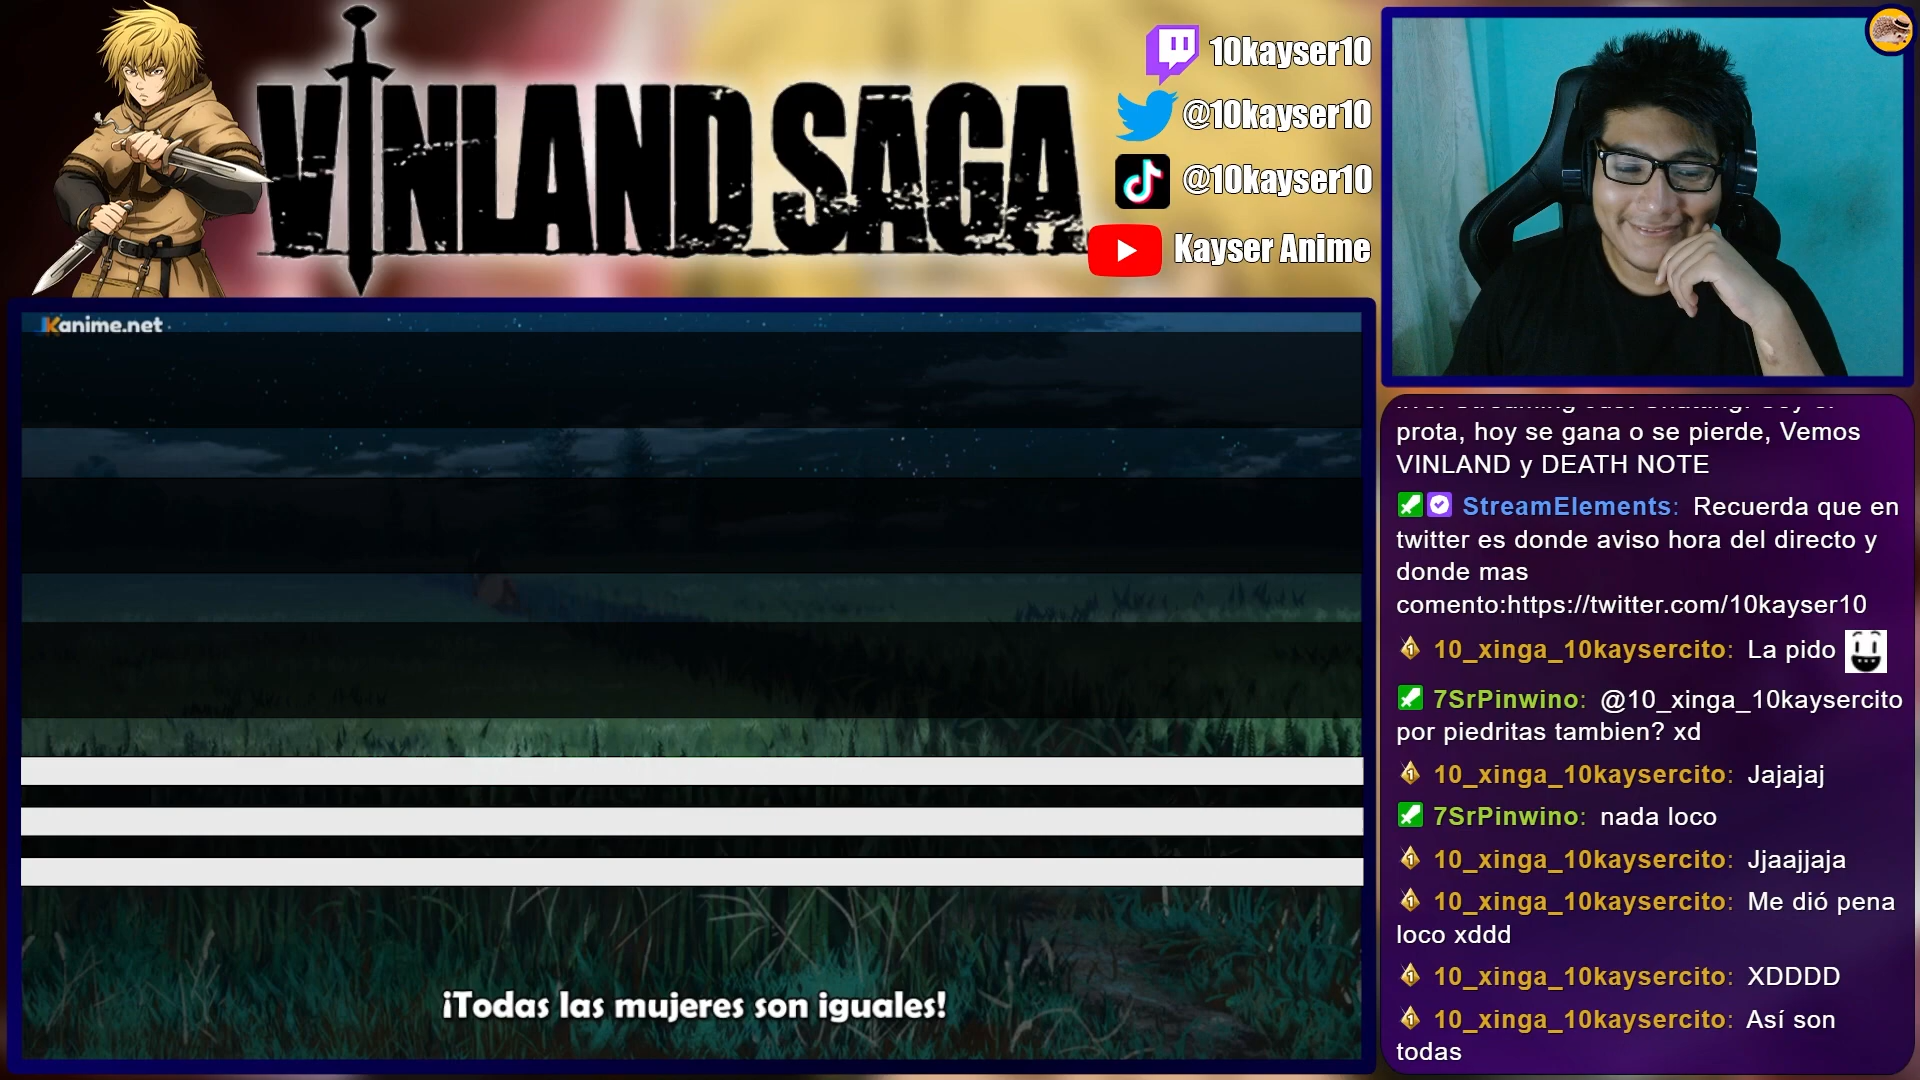 VINLAND SAGA
10kayser10
@10kayser10
@10kayser10
Kayser Anime
Kanime.net
¡Todas las mujeres son iguales!
prota, hoy se gana o se pierde, Vemos
VINLAND y DEATH NOTE
StreamElements: Recuerda que en
twitter es donde aviso hora del directo y
donde mas
comento:https://twitter.com/10kayser10
10_xinga_10kaysercito: La pido
7SrPinwino: @10_xinga_10kaysercito
por piedritas tambien? xd
10_xinga_10kaysercito: Jajajaj
7SrPinwino: nada loco
10_xinga_10kaysercito: Jjaajjaja
10_xinga_10kaysercito: Me dió pena
loco xddd
10_xinga_10kaysercito: XDDDD
10_xinga_10kaysercito: Así son
todas